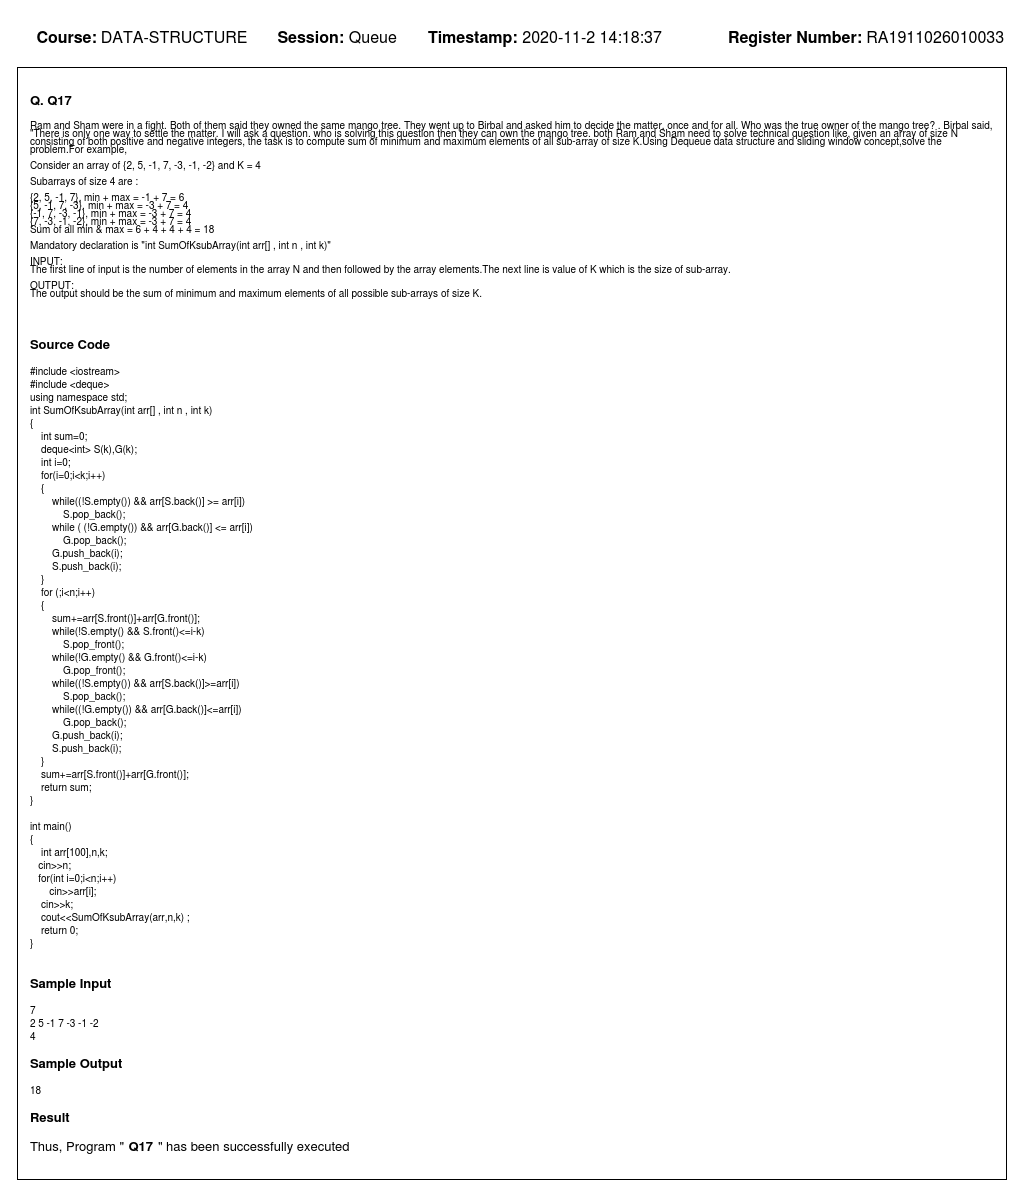 Course: DATA-STRUCTURE Session: Queue Timestamp: 2020-11-2 14:18:37 Register Number: RA1911026010033
Q. Q17
Ram and Sham were in a fight. Both of them said they owned the same mango tree. They went up to Birbal and asked him to decide the matter, once and for all. Who was the true owner of the mango tree? . Birbal said,
"There is only one way to settle the matter. I will ask a question. who is solving this question then they can own the mango tree. both Ram and Sham need to solve technical question like, given an array of size N
consisting of both positive and negative integers, the task is to compute sum of minimum and maximum elements of all sub-array of size K.Using Dequeue data structure and sliding window concept,solve the
problem.For example,
Consider an array of {2, 5, -1, 7, -3, -1, -2} and K = 4
Subarrays of size 4 are :
{2, 5, -1, 7}, min + max = -1 + 7 = 6
{5, -1, 7, -3}, min + max = -3 + 7 = 4
{-1, 7, -3, -1}, min + max = -3 + 7 = 4
{7, -3, -1, -2}, min + max = -3 + 7 = 4
Sum of all min & max = 6 + 4 + 4 + 4 = 18
Mandatory declaration is "int SumOfKsubArray(int arr[] , int n , int k)"
INPUT:
The first line of input is the number of elements in the array N and then followed by the array elements.The next line is value of K which is the size of sub-array.
OUTPUT:
The output should be the sum of minimum and maximum elements of all possible sub-arrays of size K.
Source Code
#include <iostream>
#include <deque>
using namespace std;
int SumOfKsubArray(int arr[] , int n , int k)
{
int sum=0;
deque<int> S(k),G(k);
int i=0;
for(i=0;i<k;i++)
{
while((!S.empty()) && arr[S.back()] >= arr[i])
S.pop_back();
while ( (!G.empty()) && arr[G.back()] <= arr[i])
G.pop_back();
G.push_back(i);
S.push_back(i);
}
for (;i<n;i++)
{
sum+=arr[S.front()]+arr[G.front()];
while(!S.empty() && S.front()<=i-k)
S.pop_front();
while(!G.empty() && G.front()<=i-k)
G.pop_front();
while((!S.empty()) && arr[S.back()]>=arr[i])
S.pop_back();
while((!G.empty()) && arr[G.back()]<=arr[i])
G.pop_back();
G.push_back(i);
S.push_back(i);
}
sum+=arr[S.front()]+arr[G.front()];
return sum;
}
int main()
{
int arr[100],n,k;
cin>>n;
for(int i=0;i<n;i++)
cin>>arr[i];
cin>>k;
cout<<SumOfKsubArray(arr,n,k) ;
return 0;
}
Sample Input
7
2 5 -1 7 -3 -1 -2
4
Sample Output
18
Result
Thus, Program " Q17 " has been successfully executed